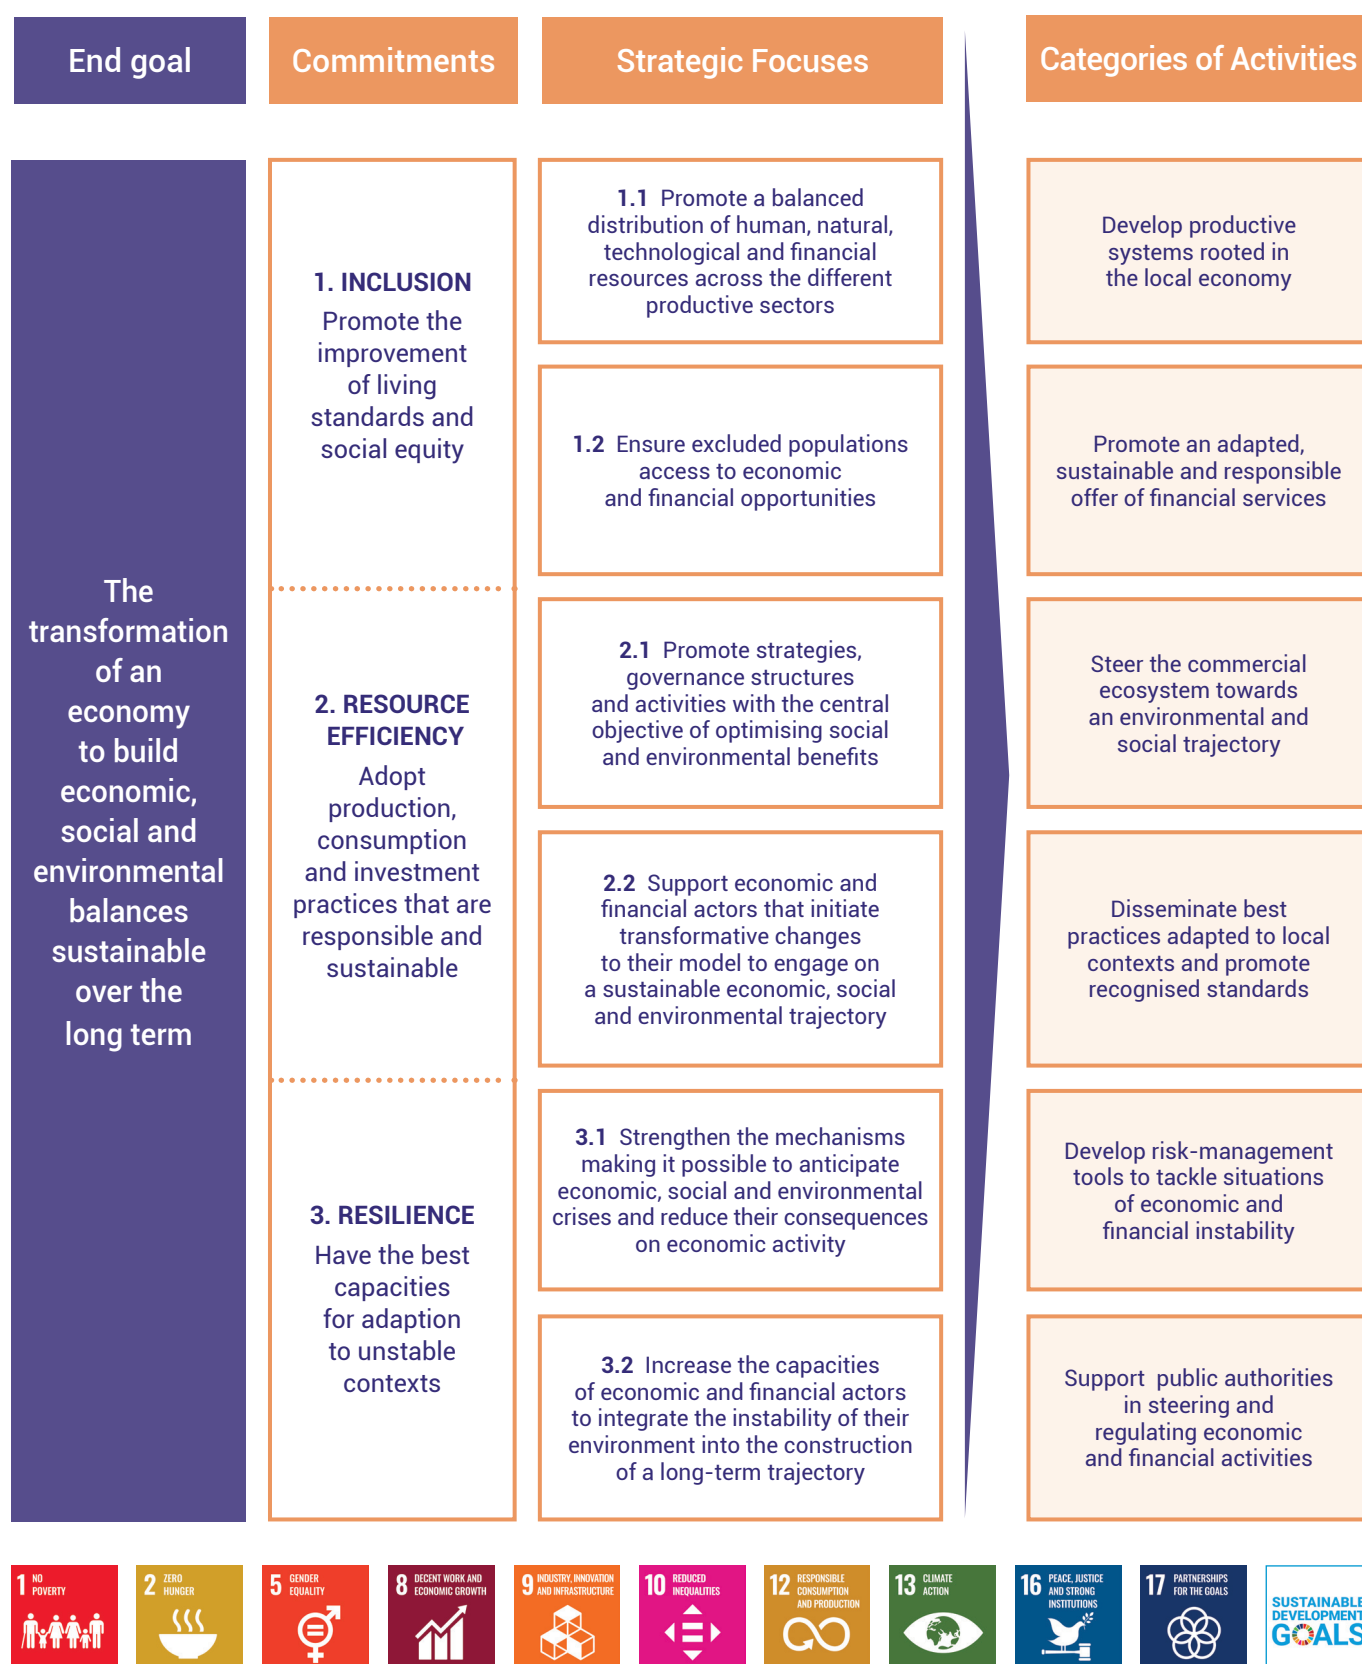 End goal
Commitments
Strategic Focuses
Categories of Activities
The
transformation
of an
economy
to build
economic,
social and
environmental
balances
sustainable
over the
long term
1. INCLUSION
Promote the
improvement
of living
standards and
social equity
2. RESOURCE
EFFICIENCY
Adopt
production,
consumption
and investment
practices that are
responsible and
sustainable
3. RESILIENCE
Have the best
capacities
for adaption
to unstable
contexts
1.1 Promote a balanced
distribution of human, natural,
technological and financial
resources across the different
productive sectors
1.2 Ensure excluded populations
access to economic
and financial opportunities
2.1 Promote strategies,
governance structures
and activities with the central
objective of optimising social
and environmental benefits
2.2 Support economic and
financial actors that initiate
transformative changes
to their model to engage on
a sustainable economic, social
and environmental trajectory
3.1 Strengthen the mechanisms
making it possible to anticipate
economic, social and environmental
crises and reduce their consequences
on economic activity
3.2 Increase the capacities
of economic and financial actors
to integrate the instability of their
environment into the construction
of a long-term trajectory
Develop productive
systems rooted in
the local economy
Promote an adapted,
sustainable and responsible
offer of financial services
Steer the commercial
ecosystem towards
an environmental and
social trajectory
Disseminate best
practices adapted to local
contexts and promote
recognised standards
Develop risk-management
tools to tackle situations
of economic and
financial instability
Support public authorities
in steering and
regulating economic
and financial activities
1 NO
POVERTY
2 ZERO
HUNGER
5 GENDER
EQUALITY
8 DECENT WORK AND
ECONOMIC GROWTH
9 INDUSTRY, INNOVATION
AND INFRASTRUCTURE
10 REDUCED
INEQUALITIES
12 RESPONSIBLE
CONSUMPTION
AND PRODUCTION
13 CLIMATE
ACTION
16 PEACE, JUSTICE
AND STRONG
INSTITUTIONS
17 PARTNERSHIPS
FOR THE GOALS
SUSTAINABLE
DEVELOPMENT
GOALS